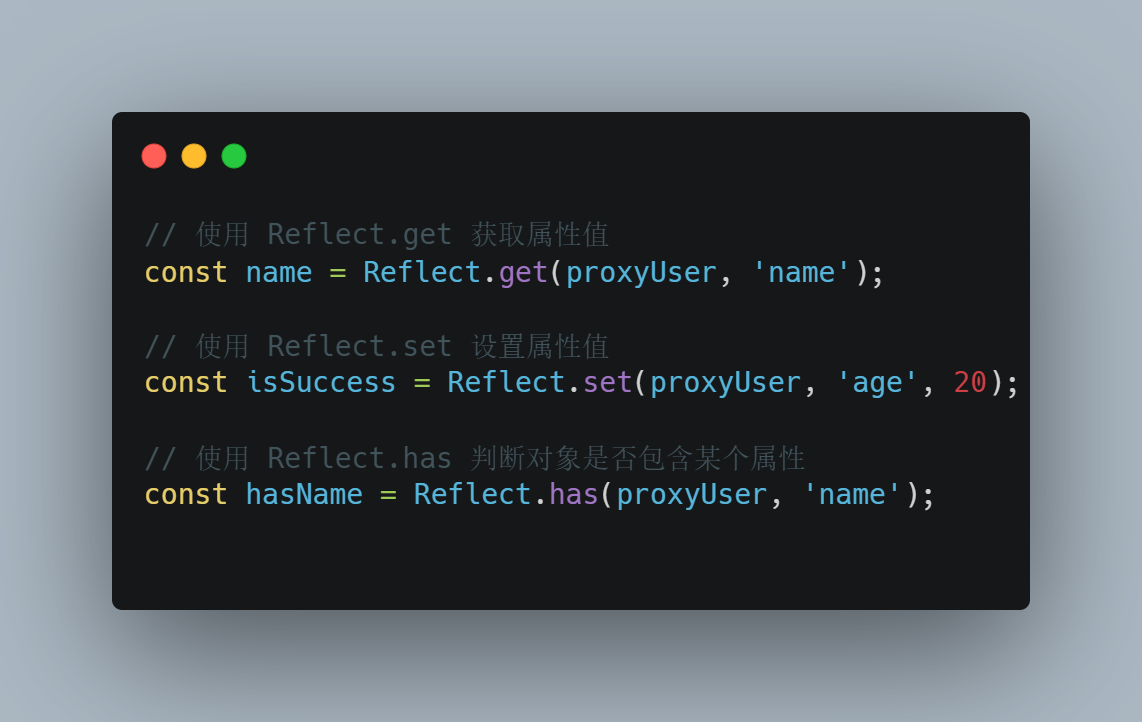 // 使用 Reflect.get 获取属性值
const name = Reflect.get(proxyUser, 'name');
// 使用 Reflect.set 设置属性值
const isSuccess = Reflect.set(proxyUser, 'age', 20);
// 使用 Reflect.has 判断对象是否包含某个属性
const hasName = Reflect.has(proxyUser, 'name');